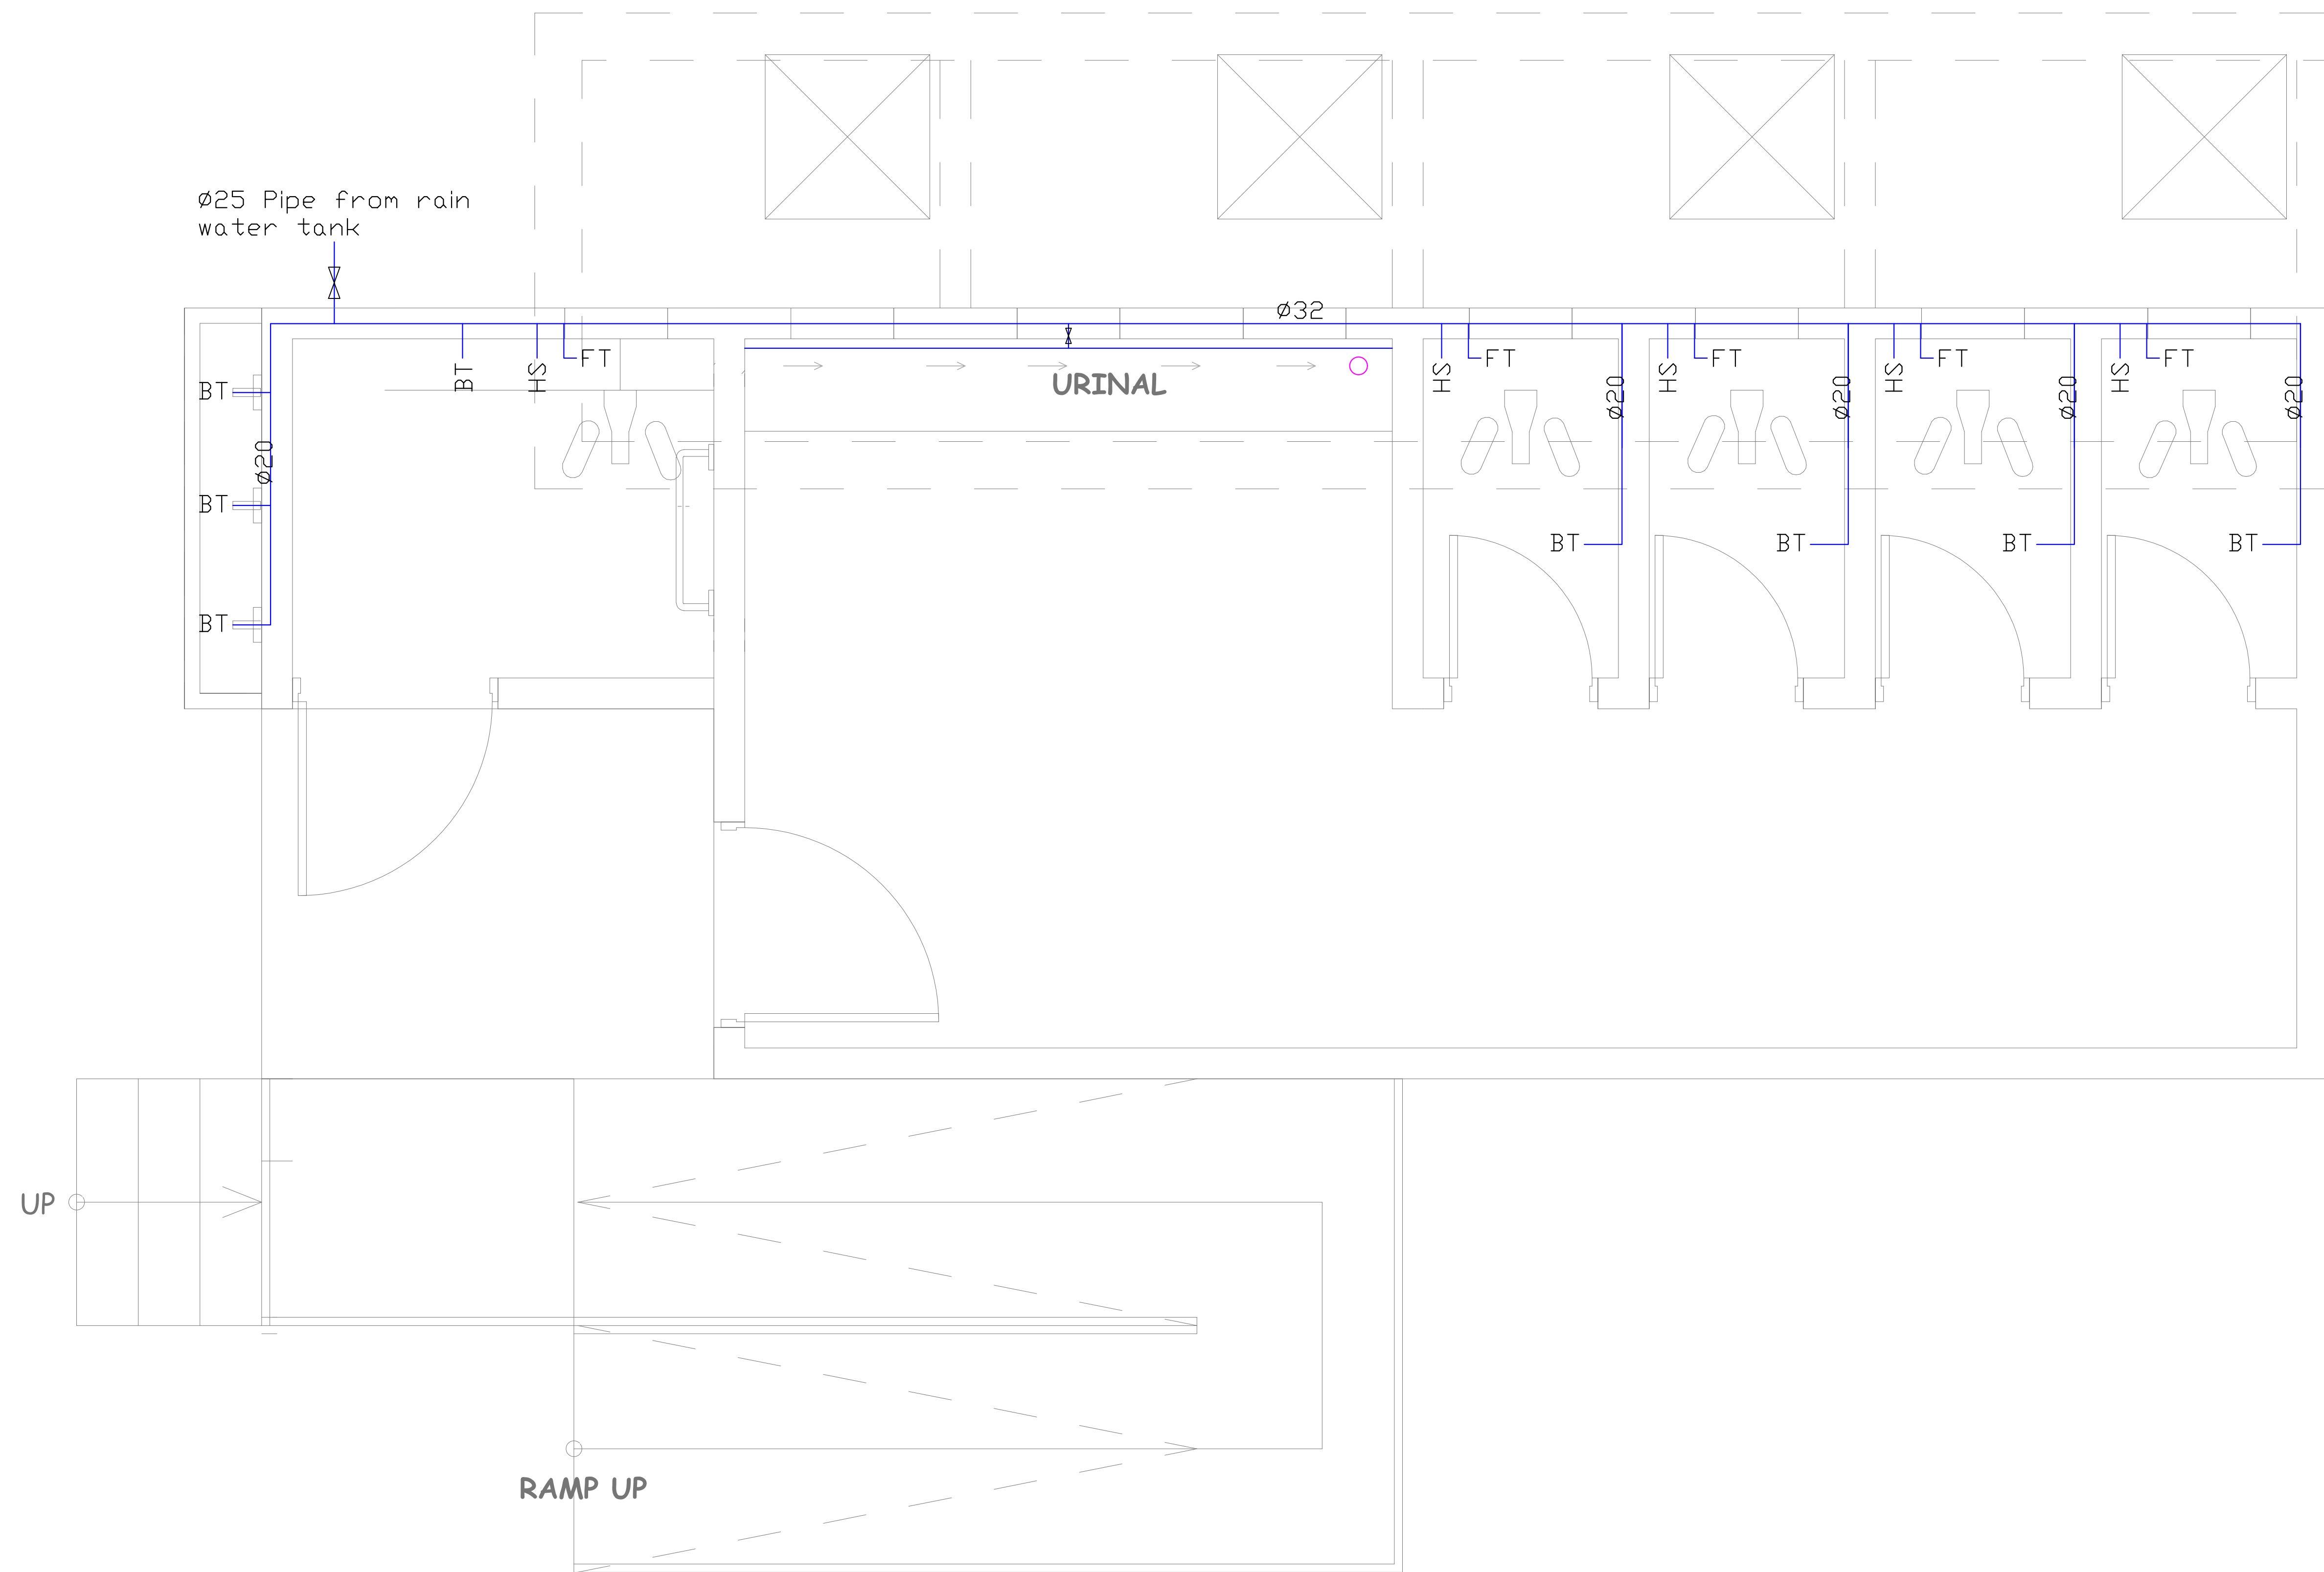 Ø25 Pipe from rain
water tank
Ø32
BT
HS
FT
URINAL
HS
FT
HS
FT
HS
FT
HS
FT
BT
Ø20
Ø20
Ø20
Ø20
Ø20
BT
BT
BT
BT
BT
BT
UP
RAMP UP